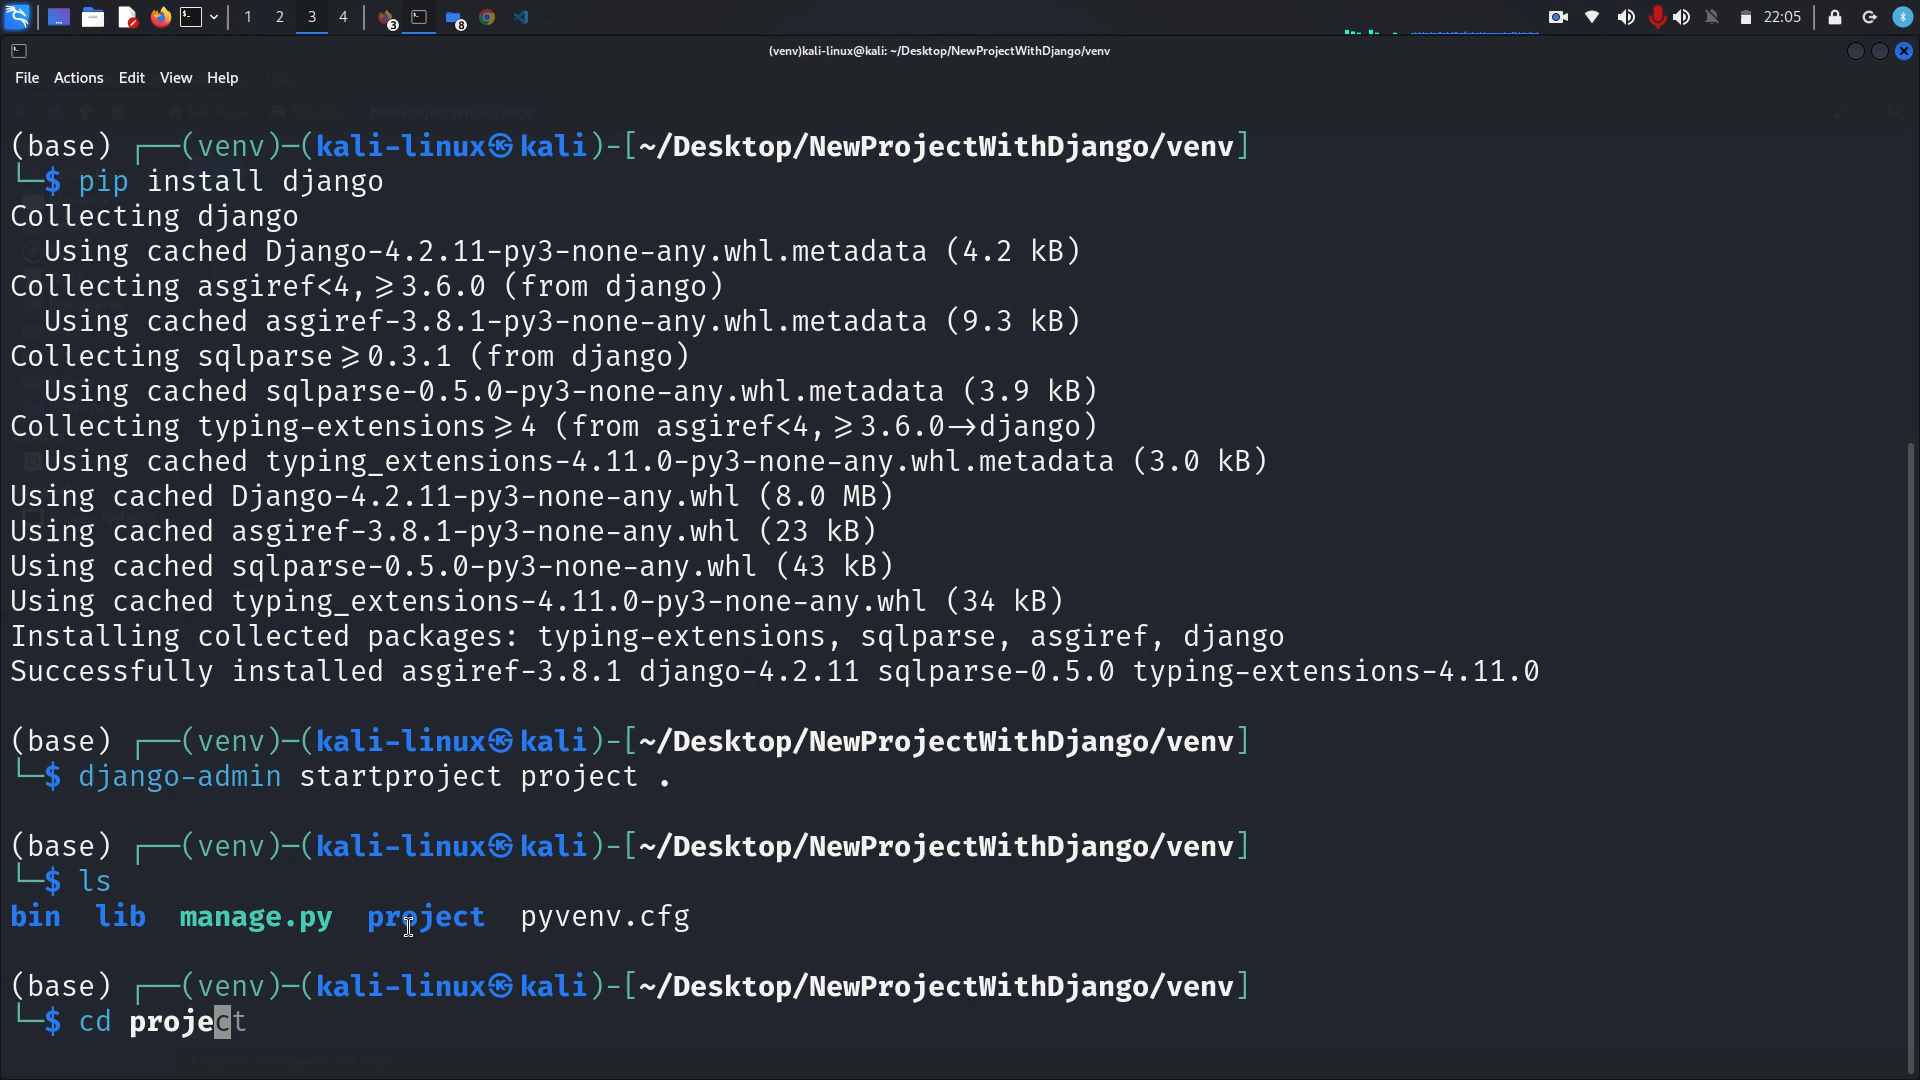 1 2 3 4 3 8 22:05
(venv)kali-linux@kali: ~/Desktop/NewProjectWithDjango/venv
File Actions Edit View Help
(base) ┌──(venv)─(kali-linux㉿kali)-[~/Desktop/NewProjectWithDjango/venv]
└─$ pip install django
Collecting django
Using cached Django-4.2.11-py3-none-any.whl.metadata (4.2 kB)
Collecting asgiref<4,>=3.6.0 (from django)
Using cached asgiref-3.8.1-py3-none-any.whl.metadata (9.3 kB)
Collecting sqlparse>=0.3.1 (from django)
Using cached sqlparse-0.5.0-py3-none-any.whl.metadata (3.9 kB)
Collecting typing-extensions>=4 (from asgiref<4,>=3.6.0->django)
Using cached typing_extensions-4.11.0-py3-none-any.whl.metadata (3.0 kB)
Using cached Django-4.2.11-py3-none-any.whl (8.0 MB)
Using cached asgiref-3.8.1-py3-none-any.whl (23 kB)
Using cached sqlparse-0.5.0-py3-none-any.whl (43 kB)
Using cached typing_extensions-4.11.0-py3-none-any.whl (34 kB)
Installing collected packages: typing-extensions, sqlparse, asgiref, django
Successfully installed asgiref-3.8.1 django-4.2.11 sqlparse-0.5.0 typing-extensions-4.11.0
(base) ┌──(venv)─(kali-linux㉿kali)-[~/Desktop/NewProjectWithDjango/venv]
└─$ django-admin startproject project .
(base) ┌──(venv)─(kali-linux㉿kali)-[~/Desktop/NewProjectWithDjango/venv]
└─$ ls
bin lib manage.py project pyvenv.cfg
(base) ┌──(venv)─(kali-linux㉿kali)-[~/Desktop/NewProjectWithDjango/venv]
└─$ cd project